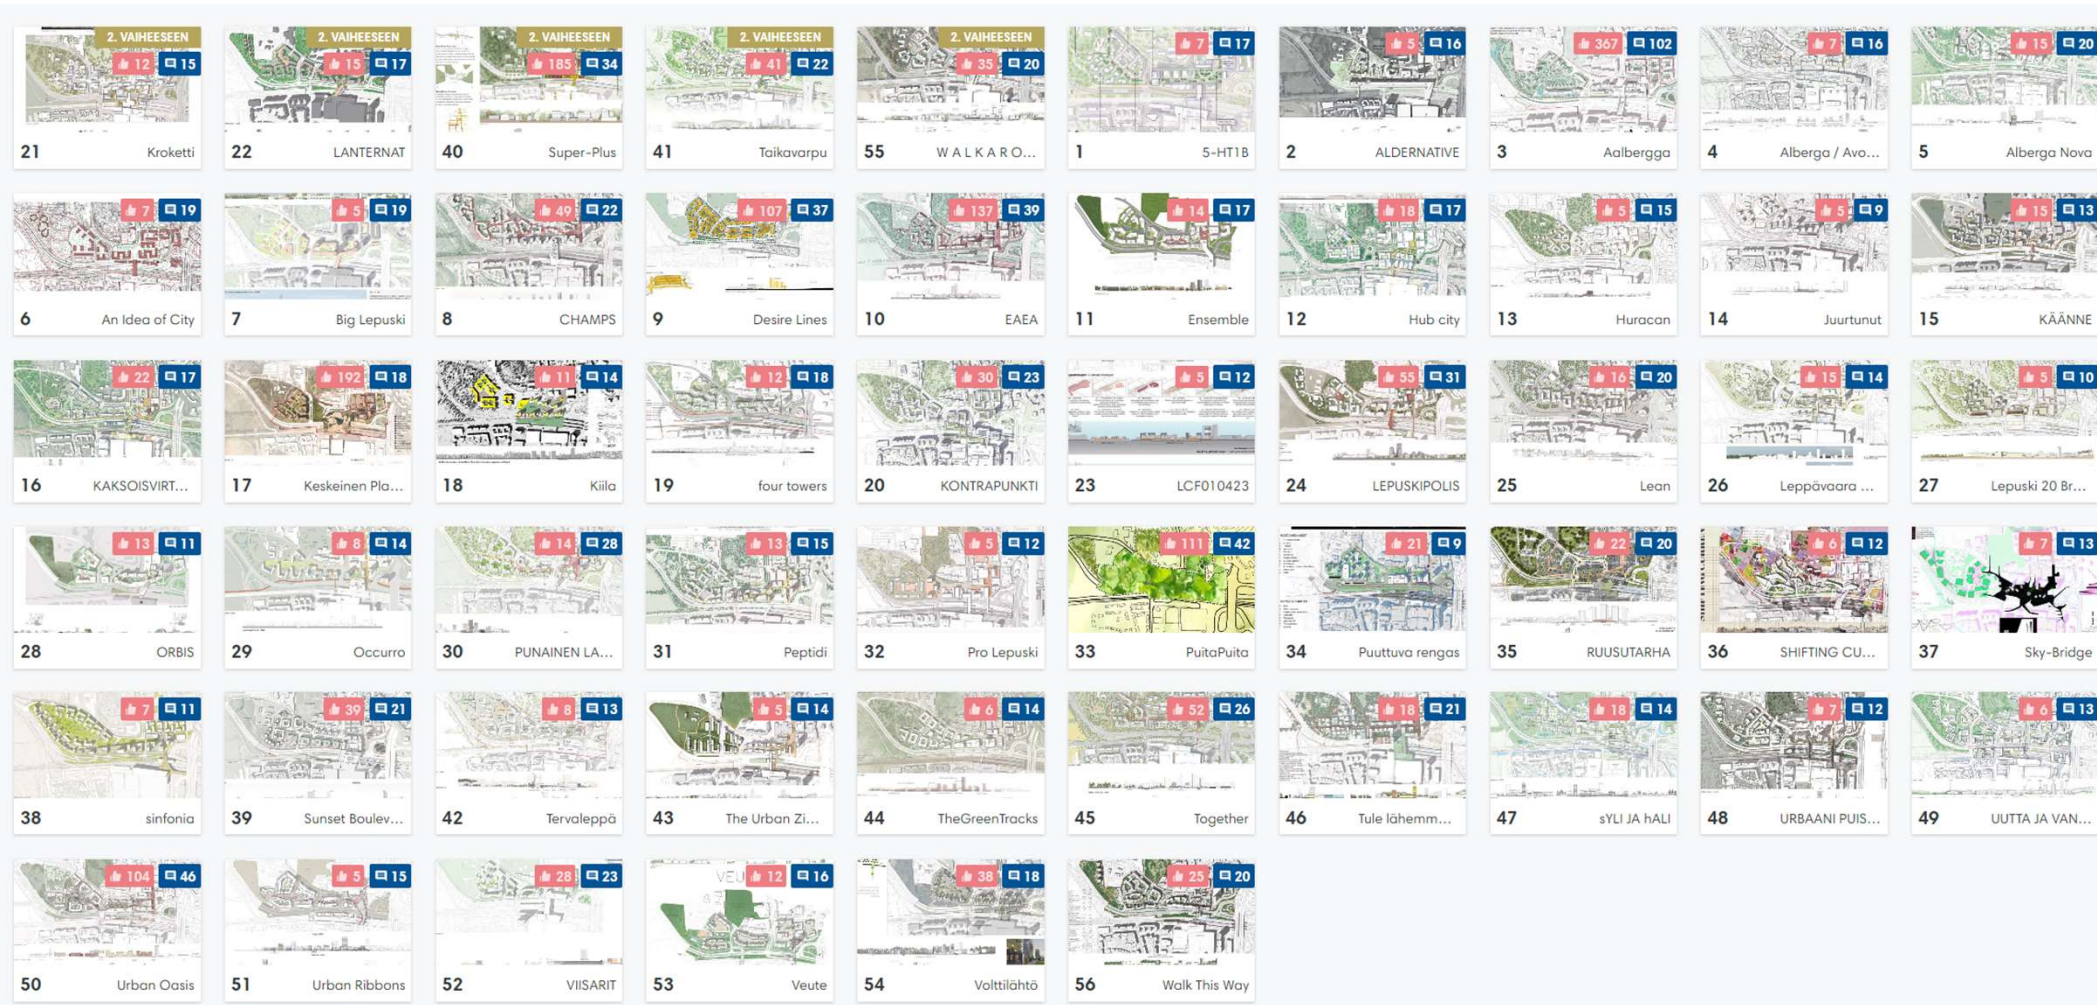 2. VAIHEESEEN
12 15
21 Kroketti
2. VAIHEESEEN
15 17
22 LANTERNAT
2. VAIHEESEEN
185 34
40 Super-Plus
2. VAIHEESEEN
41 22
41 Taikavarpu
2. VAIHEESEEN
35 20
55 W A L K A R O...
7 17
1 5-HT1B
5 16
2 ALDERNATIVE
367 102
3 Aalbergga
7 16
4 Alberga / Avo...
15 20
5 Alberga Nova
7 19
6 An Idea of City
5 19
7 Big Lepuski
49 22
8 CHAMPS
107 37
9 Desire Lines
137 39
10 EAEA
14 17
11 Ensemble
18 17
12 Hub city
5 15
13 Huracan
5 9
14 Juurtunut
15 13
15 KÄÄNNE
22 17
16 KAKSOISVIRT...
192 18
17 Keskeinen Pla...
11 14
18 Kiila
12 18
19 four towers
30 23
20 KONTRAPUNKTI
5 12
23 LCF010423
55 31
24 LEPUSKIPOLIS
16 20
25 Lean
15 14
26 Leppävaara ...
5 10
27 Lepuski 20 Br...
13 11
28 ORBIS
8 14
29 Occurro
14 28
30 PUNAINEN LA...
13 15
31 Peptidi
5 12
32 Pro Lepuski
111 42
33 PuitaPuita
21 9
34 Puuttuva rengas
22 20
35 RUUSUTARHA
6 12
36 SHIFTING CU...
7 13
37 Sky-Bridge
7 11
38 sinfonia
39 21
39 Sunset Boulev...
8 13
42 Tervaleppä
5 14
43 The Urban Zi...
6 14
44 TheGreenTracks
52 26
45 Together
18 21
46 Tule lähemm...
18 14
47 sYLI JA hALI
7 12
48 URBAANI PUIS...
6 13
49 UUTTA JA VAN...
104 46
50 Urban Oasis
5 15
51 Urban Ribbons
28 23
52 VIISARIT
VEU
12 16
53 Veute
38 18
54 Volttilähtö
25 20
56 Walk This Way